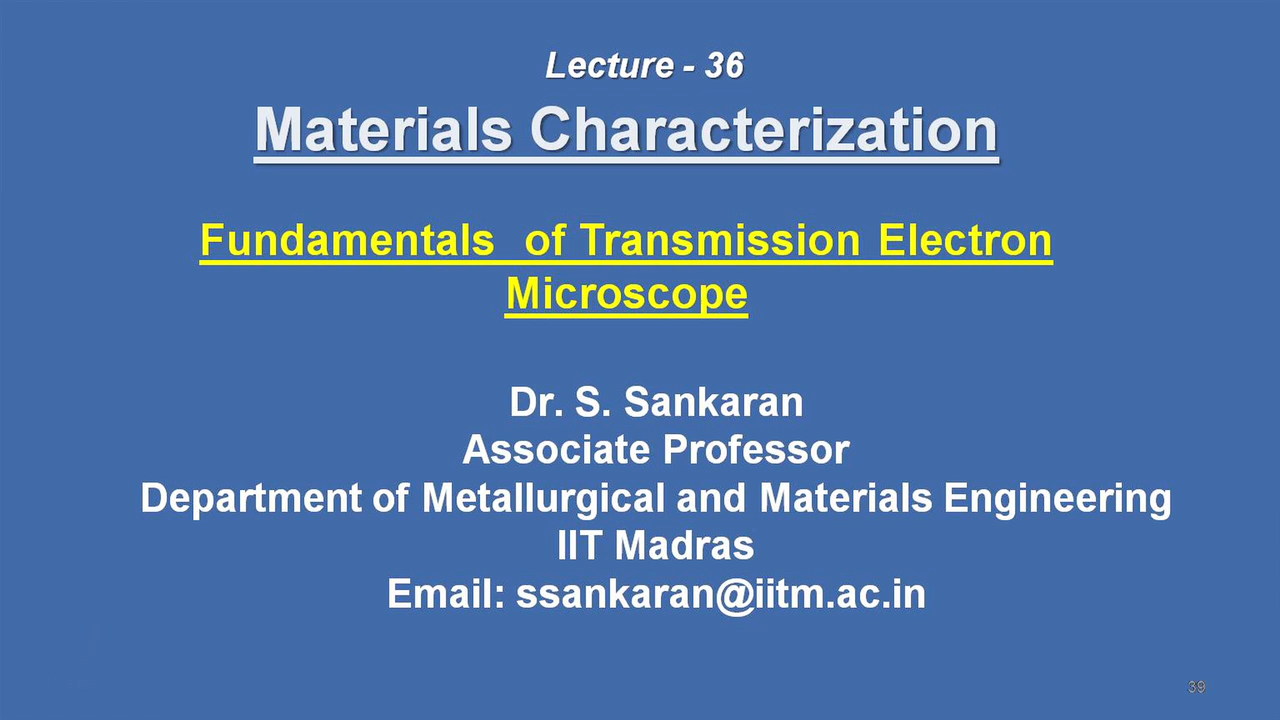 Lecture - 36
Materials Characterization
Fundamentals of Transmission Electron
Microscope
Dr. S. Sankaran
Associate Professor
Department of Metallurgical and Materials Engineering
IIT Madras
Email: ssankaran@iitm.ac.in
39